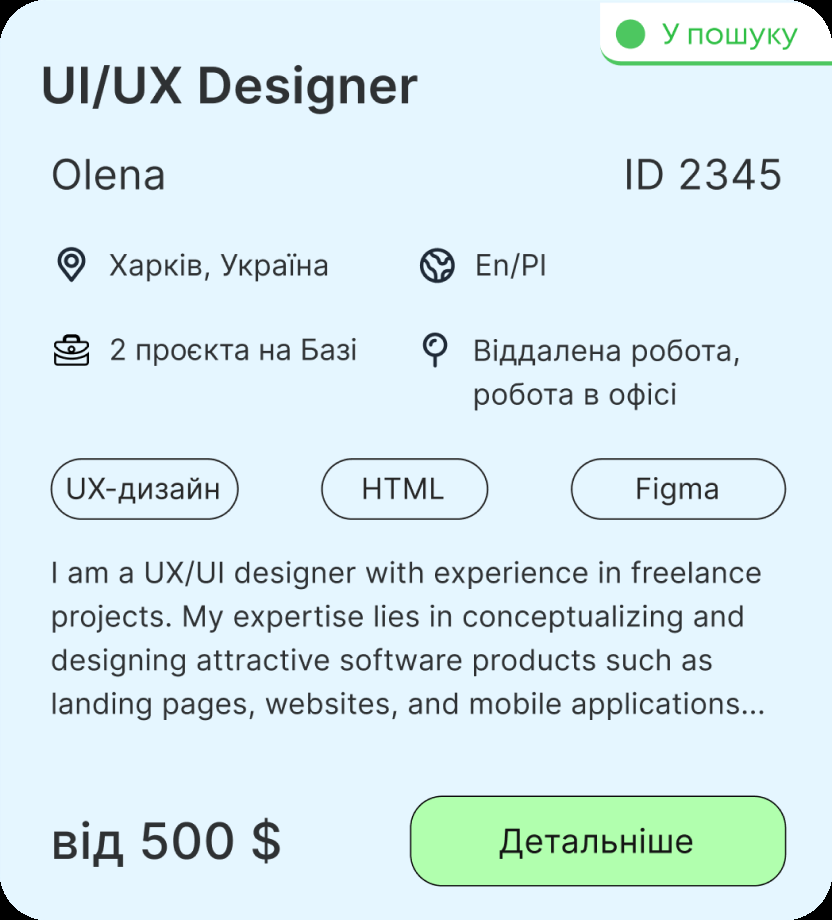 У пошуку
UI/UX Designer
Olena
ID 2345
Харків, Україна
En/Pl
2 проєкта на Базі
Віддалена робота,
робота в офісі
UX-дизайн
HTML
Figma
I am a UX/UI designer with experience in freelance
projects. My expertise lies in conceptualizing and
designing attractive software products such as
landing pages, websites, and mobile applications...
від 500 $
Детальніше